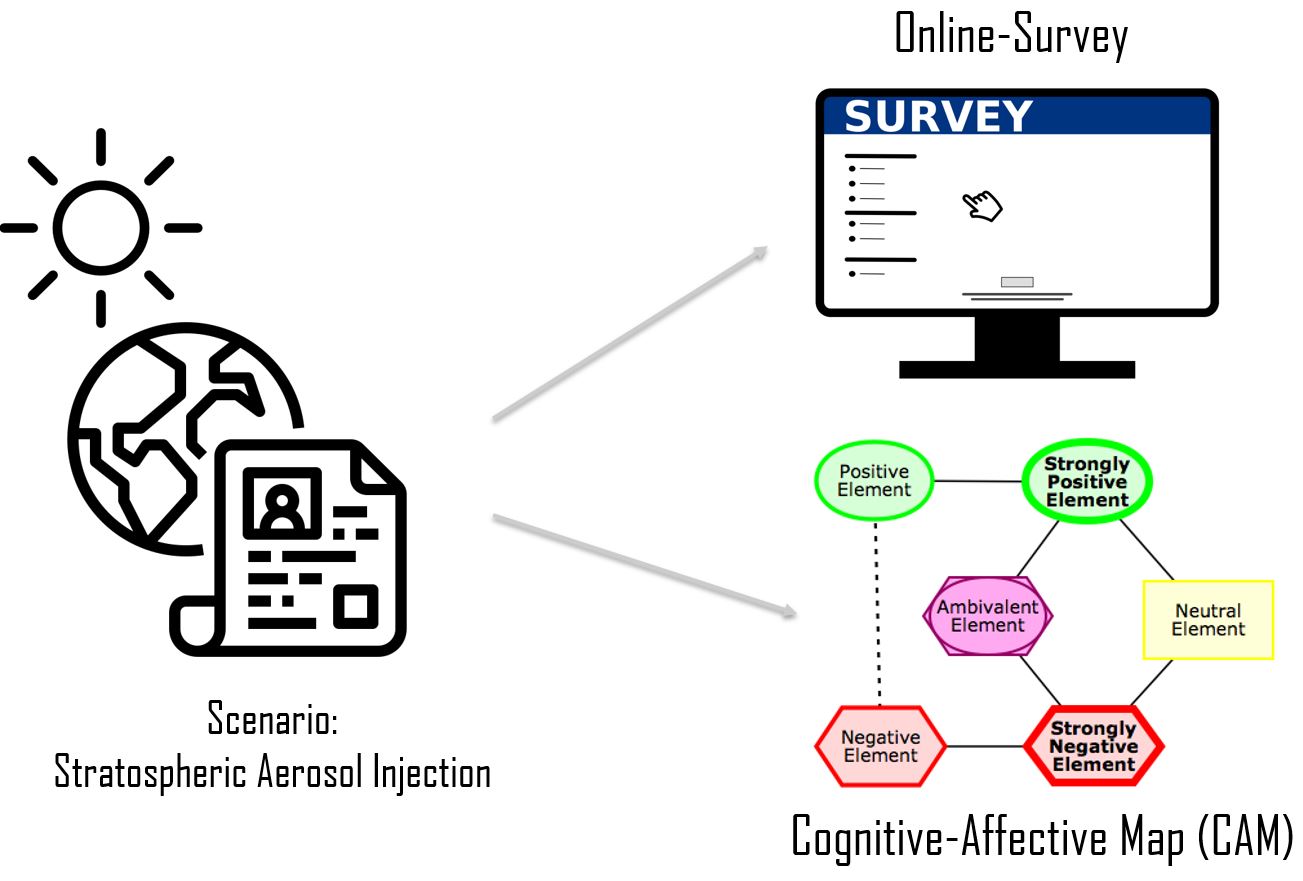 Online-Survey
SURVEY
Positive
Element
Strongly
Positive
Element
Ambivalent
Element
Neutral
Element
Negative
Element
Strongly
Negative
Element
Scenario:
Stratospheric Aerosol Injection
Cognitive-Affective Map (CAM)